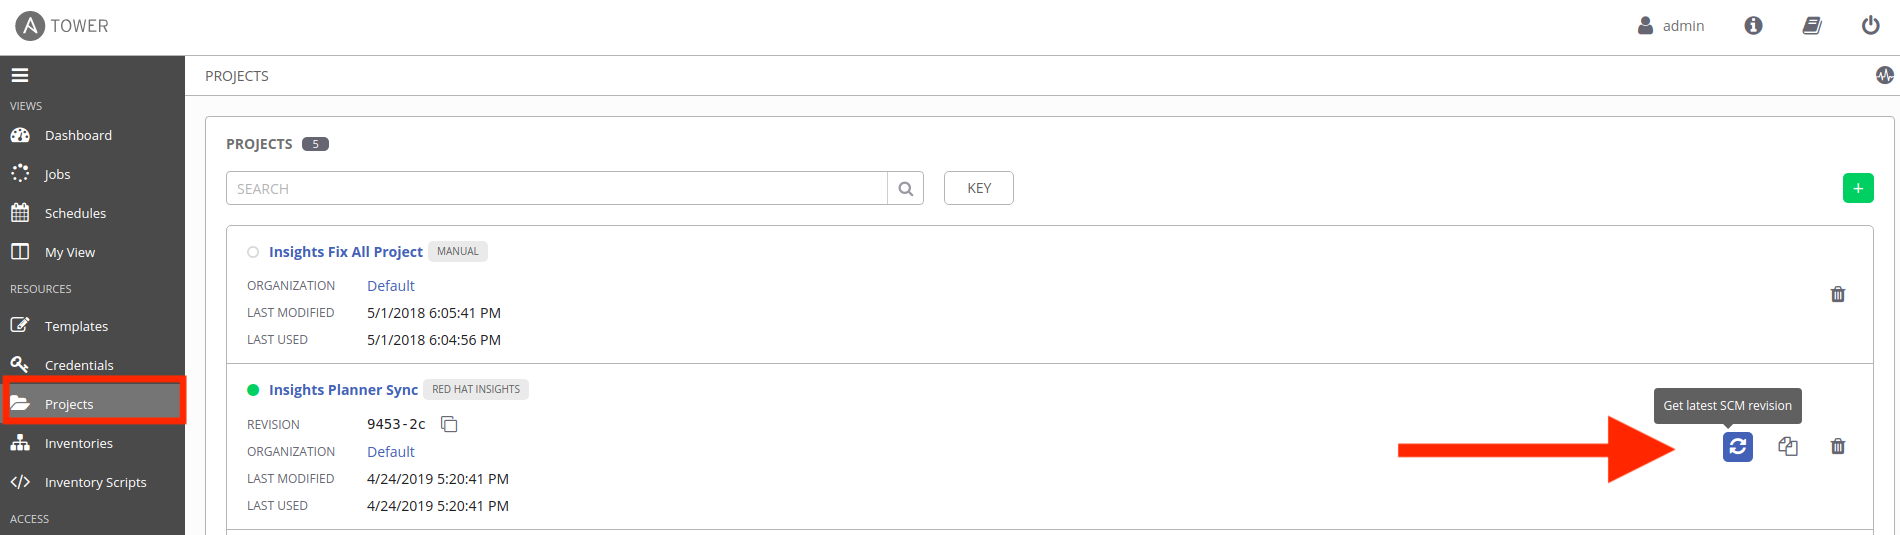 TOWER
admin
VIEWS
Dashboard
Jobs
Schedules
My View
RESOURCES
Templates
Credentials
Projects
Inventories
Inventory Scripts
ACCESS
PROJECTS
PROJECTS 5
SEARCH
KEY
+
Insights Fix All Project MANUAL
ORGANIZATION Default
LAST MODIFIED 5/1/2018 6:05:41 PM
LAST USED 5/1/2018 6:04:56 PM
Insights Planner Sync RED HAT INSIGHTS
Get latest SCM revision
REVISION 9453-2c
ORGANIZATION Default
LAST MODIFIED 4/24/2019 5:20:41 PM
LAST USED 4/24/2019 5:20:41 PM